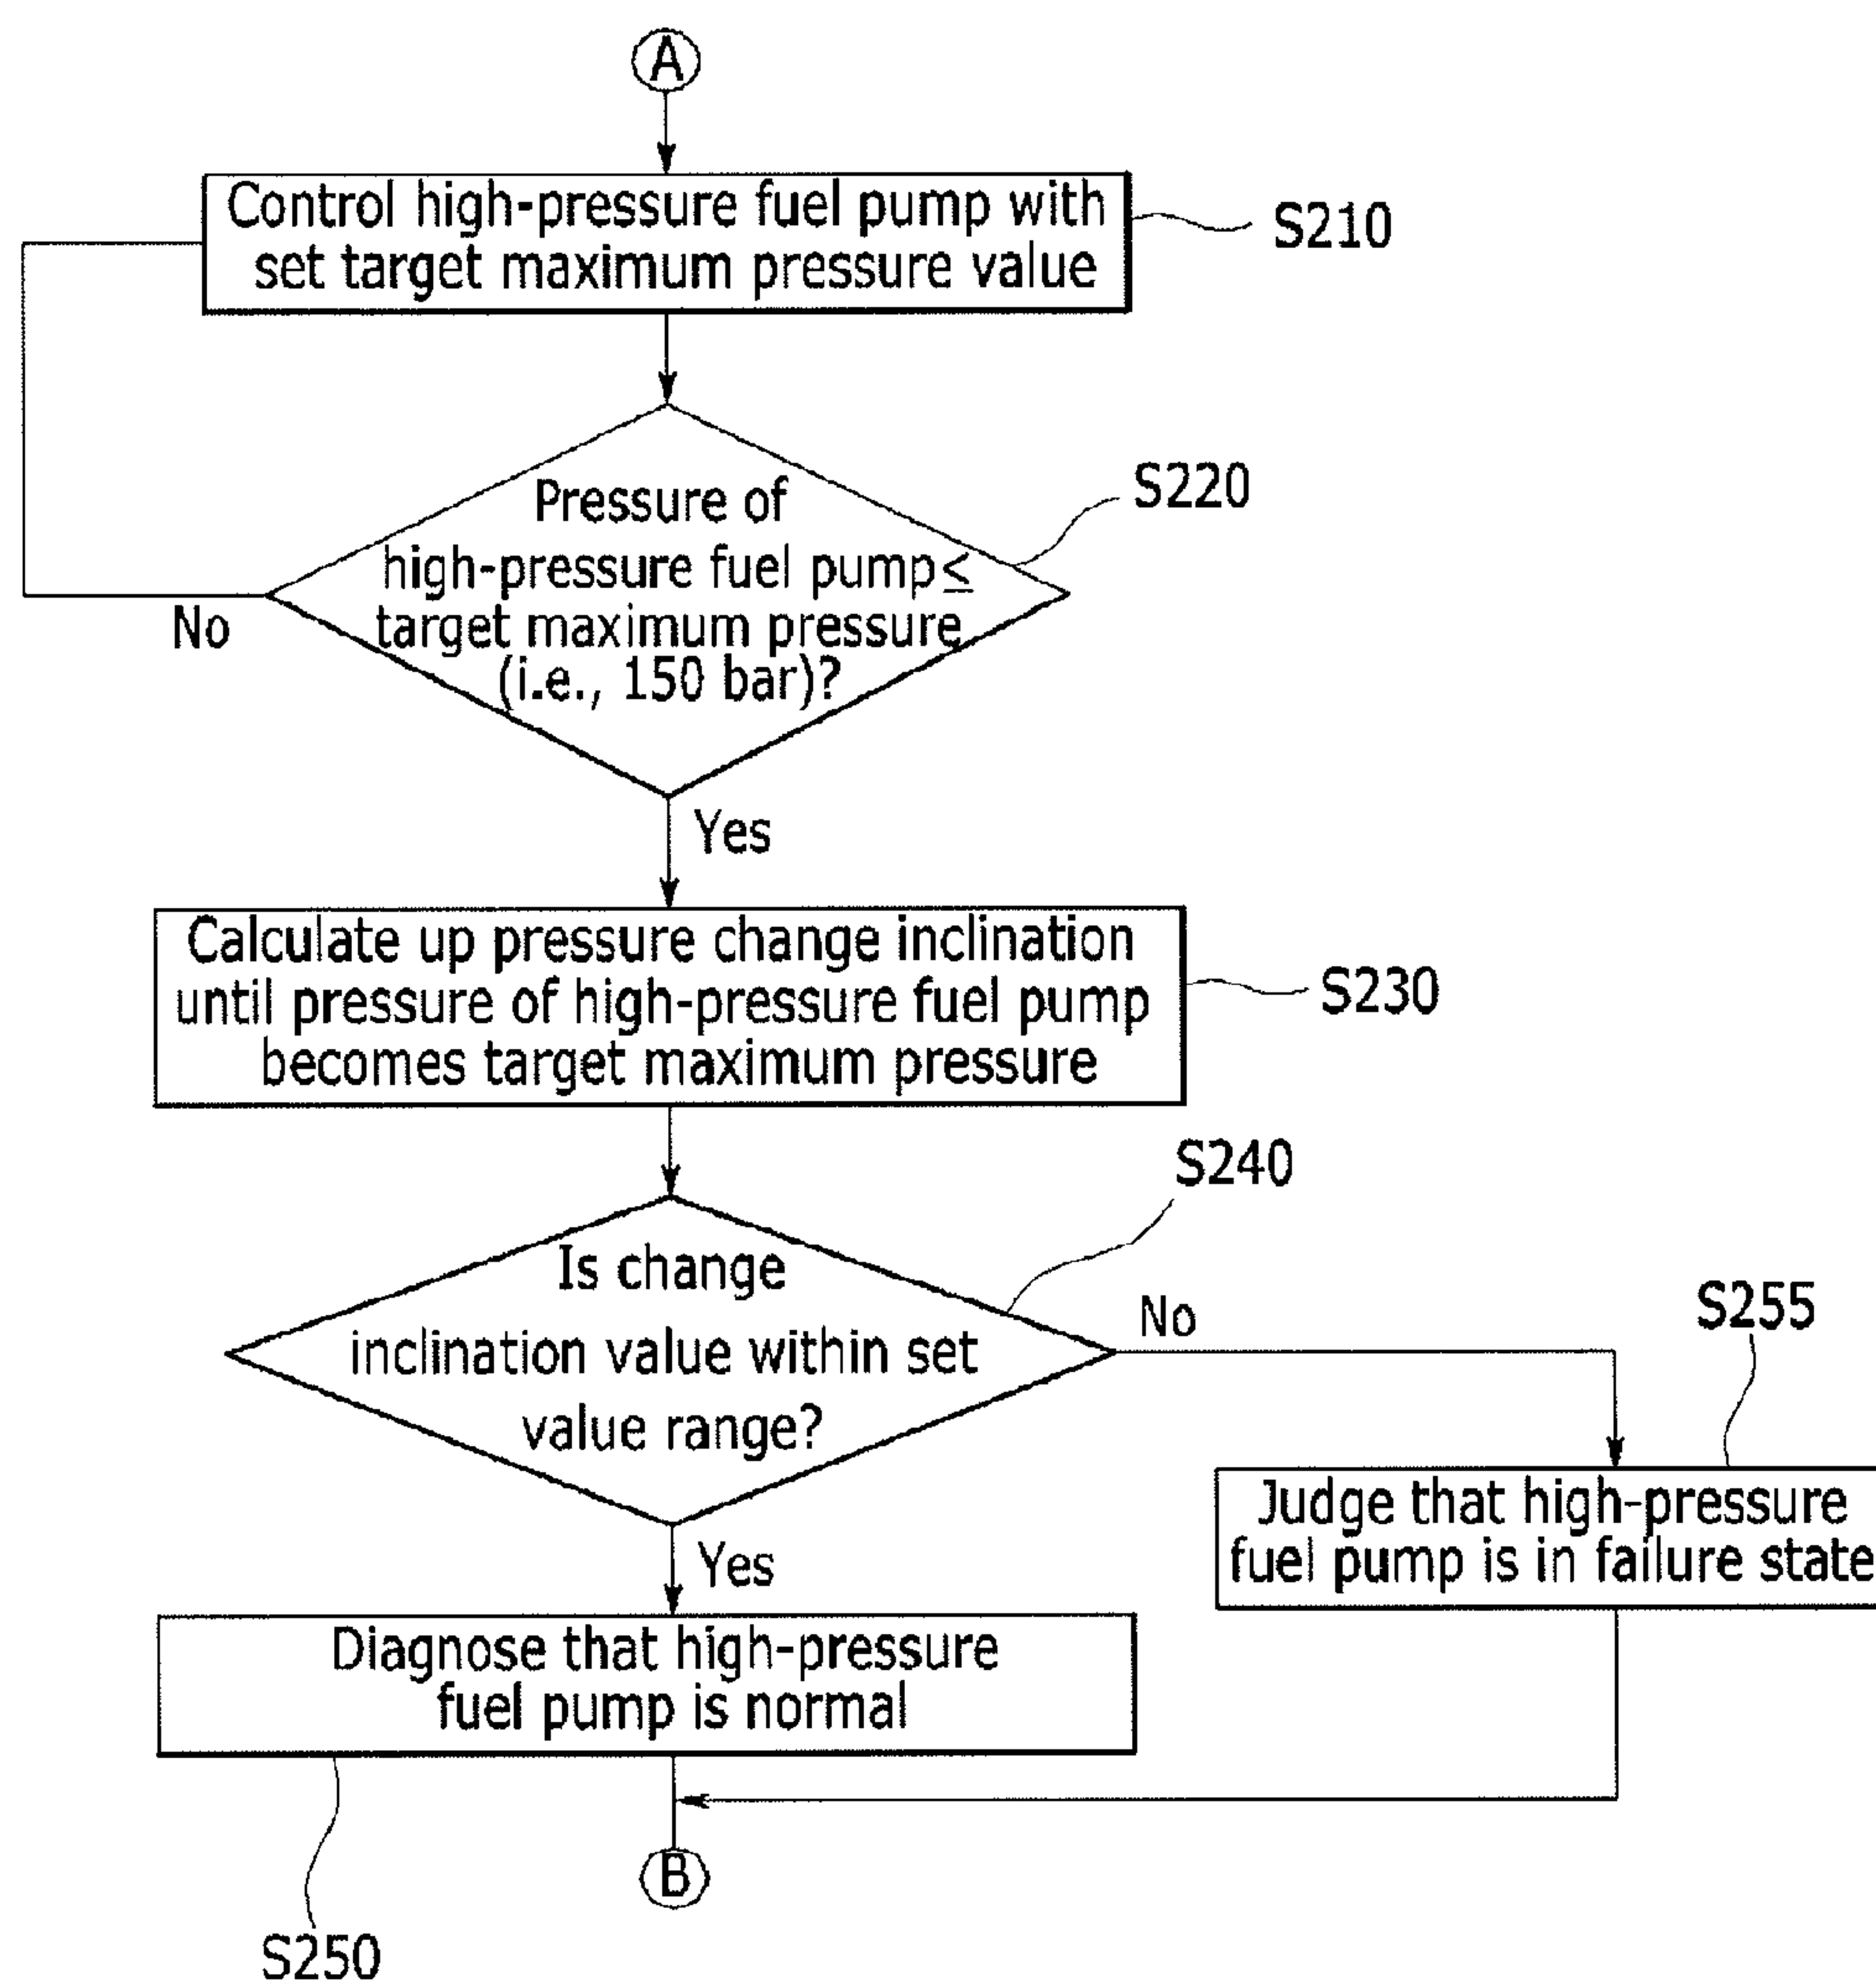 A
Control high-pressure fuel pump with
set target maximum pressure value
S210
Pressure of
high-pressure fuel pump≤
target maximum pressure
(i.e., 150 bar)?
S220
No
Yes
Calculate up pressure change inclination
until pressure of high-pressure fuel pump
becomes target maximum pressure
S230
S240
Is change
inclination value within set
value range?
No
S255
Judge that high-pressure
fuel pump is in failure state
Yes
Diagnose that high-pressure
fuel pump is normal
B
S250